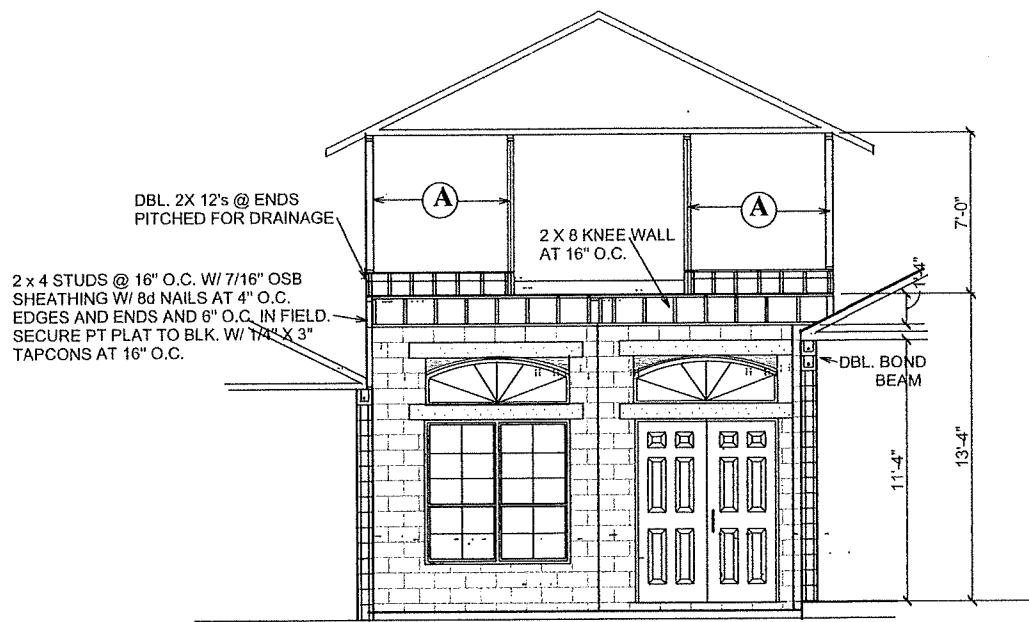 DBL. 2X 12's @ ENDS
PITCHED FOR DRAINAGE
A
A
2 X 8 KNEE WALL
AT 16" O.C.
7'-0"
2 x 4 STUDS @ 16" O.C. W/ 7/16" OSB
SHEATHING W/ 8d NAILS AT 4" O.C.
EDGES AND ENDS AND 6" O.C. IN FIELD.
SECURE PT PLAT TO BLK. W/ 1/4" X 3"
TAPCONS AT 16" O.C.
1'-4"
DBL. BOND
BEAM
11'-4"
13'-4"